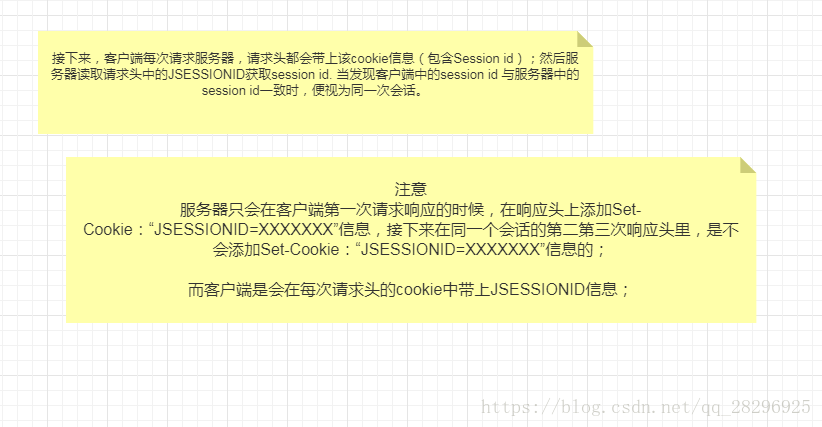 接下来，客户端每次请求服务器，请求头都会带上该cookie信息（包含Session id）；然后服
务器读取请求头中的JSESSIONID获取session id. 当发现客户端中的session id 与服务器中的
session id一致时，便视为同一次会话。
注意
服务器只会在客户端第一次请求响应的时候，在响应头上添加Set-
Cookie：“JSESSIONID=XXXXXXX”信息，接下来在同一个会话的第二第三次响应头里，是不
会添加Set-Cookie：“JSESSIONID=XXXXXXX”信息的；
而客户端是会在每次请求头的cookie中带上JSESSIONID信息；
https://blog.csdn.net/qq_28296925